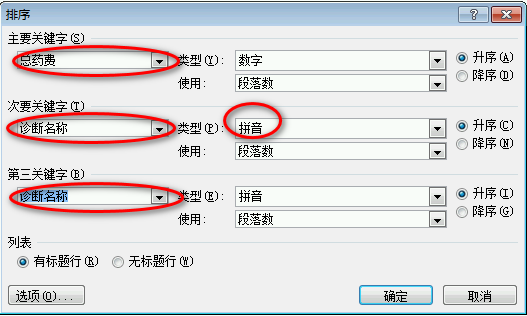 排序
主要关键字(S)
总药费 类型(Y): 数字 升序(A)
使用: 段落数 降序(D)
次要关键字(T)
诊断名称 类型(P): 拼音 升序(C)
使用: 段落数 降序(N)
第三关键字(B)
诊断名称 类型(E): 拼音 升序(I)
使用: 段落数 降序(G)
列表
有标题行(R) 无标题行(W)
选项(O)... 确定 取消